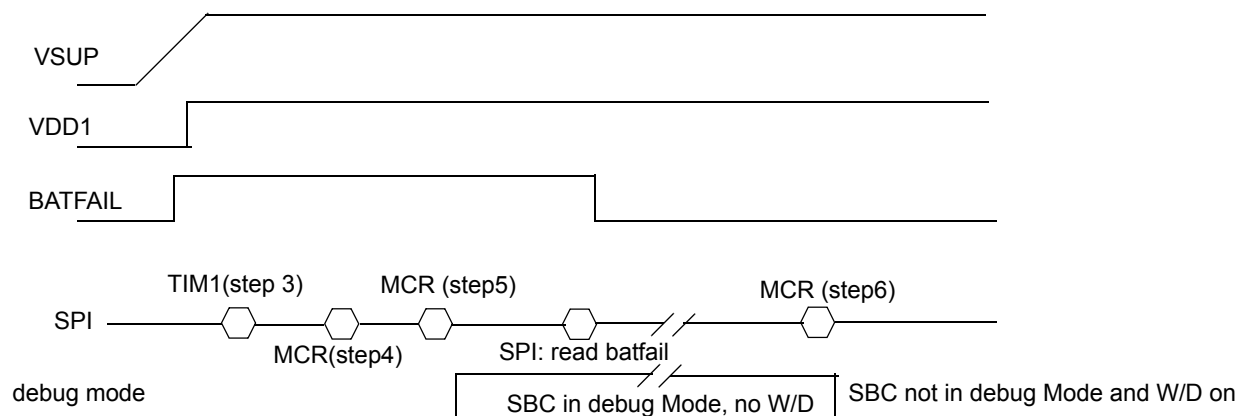 VSUP
VDD1
BATFAIL
TIM1(step 3)
MCR (step5)
MCR (step6)
SPI
MCR(step4)
SPI: read batfail
debug mode
SBC in debug Mode, no W/D
SBC not in debug Mode and W/D on